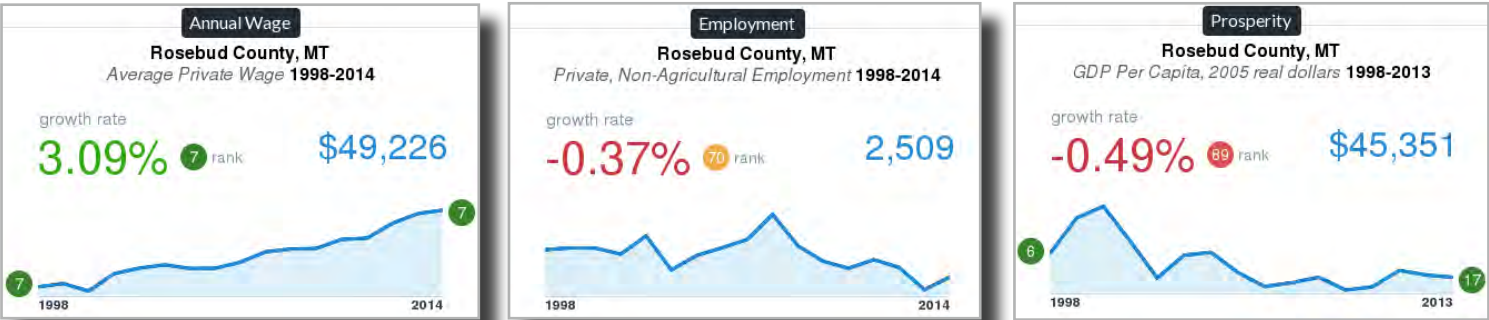 Annual Wage
Rosebud County, MT
Average Private Wage 1998-2014
growth rate
3.09% 7 rank $49,226
7
7
1998 2014
Employment
Rosebud County, MT
Private, Non-Agricultural Employment 1998-2014
growth rate
-0.37% 70 rank 2,509
1998 2014
Prosperity
Rosebud County, MT
GDP Per Capita, 2005 real dollars 1998-2013
growth rate
-0.49% 89 rank $45,351
6
17
1998 2013